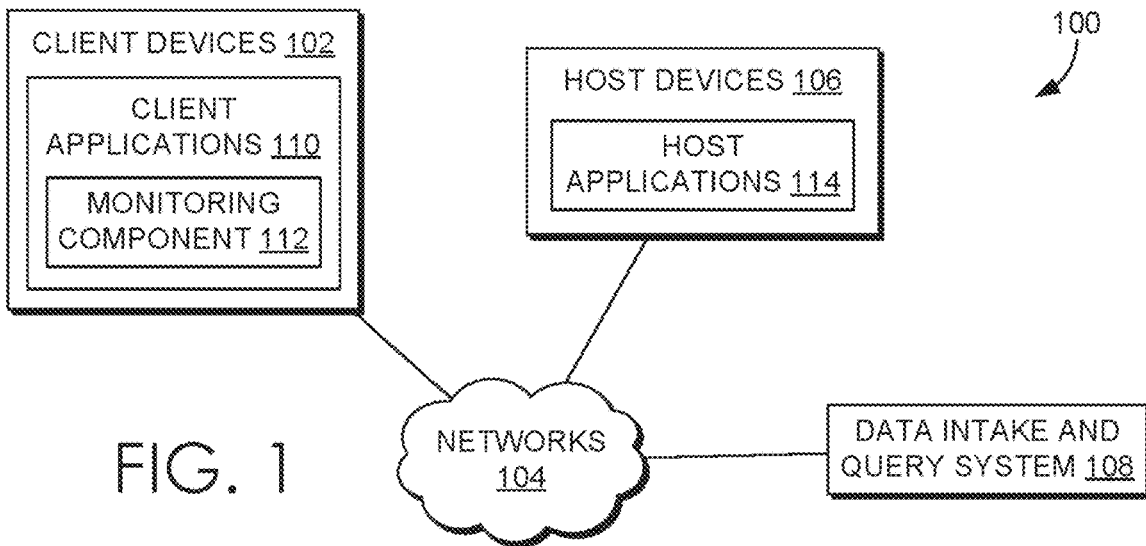 CLIENT DEVICES 102
CLIENT
APPLICATIONS 110
MONITORING
COMPONENT 112
HOST DEVICES 106
HOST
APPLICATIONS 114
100
NETWORKS
104
DATA INTAKE AND
QUERY SYSTEM 108
FIG. 1